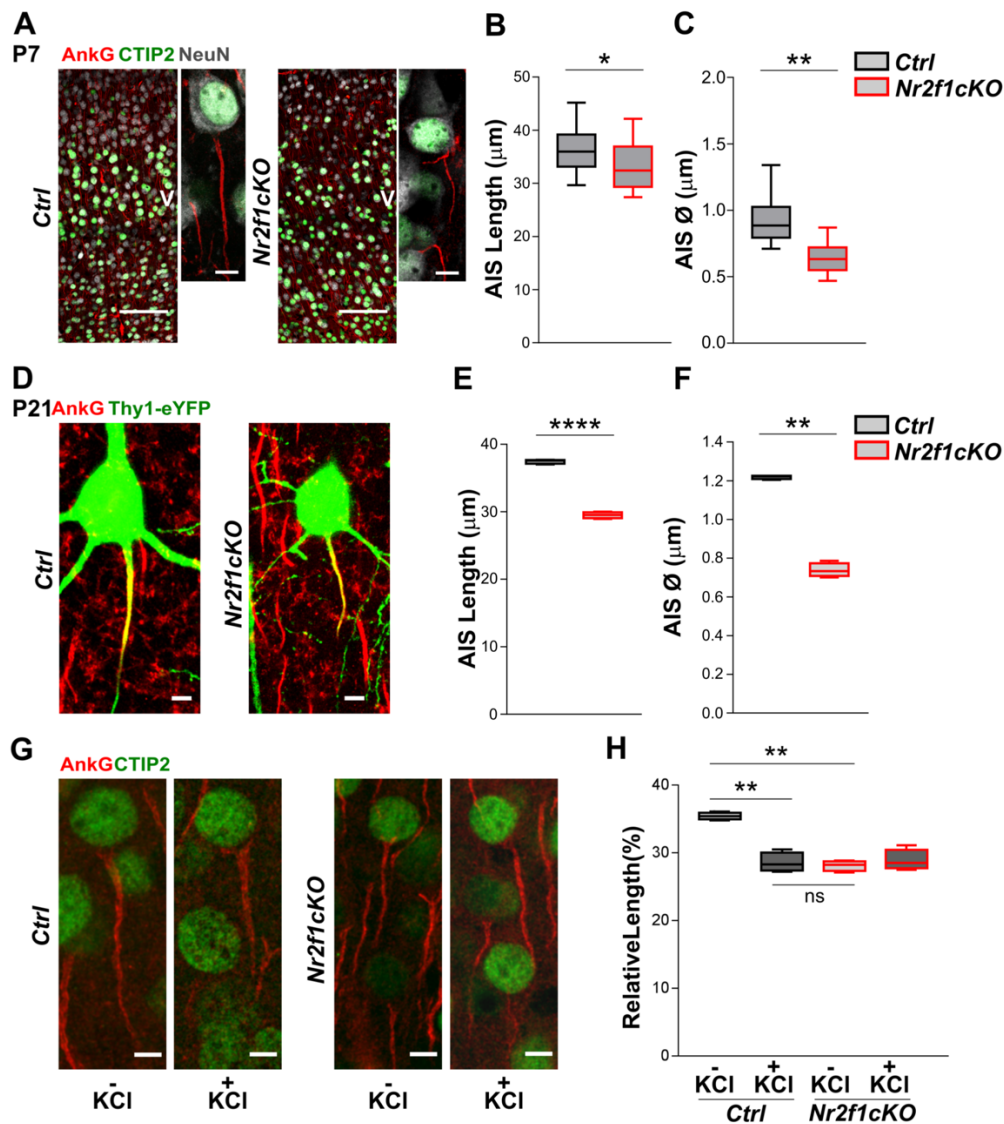 A
P7
AnkG CTIP2 NeuN
Ctrl
Nr2f1cKO
B
AIS Length (μm)
50
40
30
20
10
0
*
C
AIS Ø (μm)
2.0
1.5
1.0
0.5
0.0
**
Ctrl
Nr2f1cKO
D
P21 AnkG Thy1-eYFP
Ctrl
Nr2f1cKO
E
AIS Length (μm)
40
30
20
10
0
****
F
AIS Ø (μm)
1.4
1.2
1.0
0.8
0.6
0.4
0.2
0.0
**
Ctrl
Nr2f1cKO
G
AnkGCTIP2
Ctrl
Nr2f1cKO
- + - +
KCl KCl KCl KCl
H
RelativeLength(%)
40
30
20
10
0
**
**
ns
- + - +
KCl KCl KCl KCl
Ctrl Nr2f1cKO